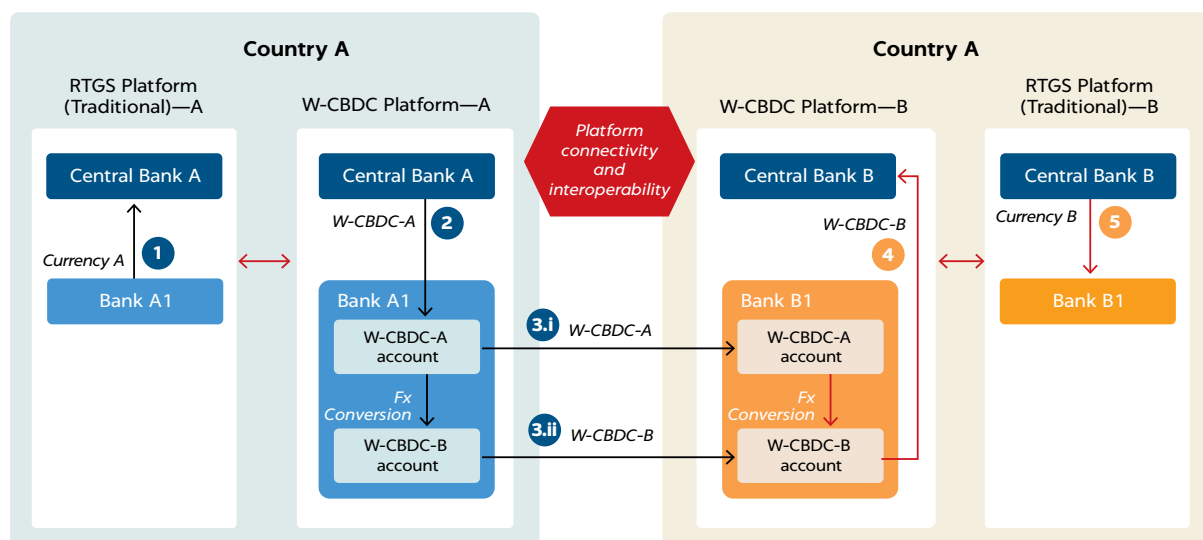 Country A
RTGS Platform
(Traditional)—A
W-CBDC Platform—A
Central Bank A
Currency A
1
Bank A1
Central Bank A
W-CBDC-A
2
Bank A1
W-CBDC-A
account
Fx
Conversion
W-CBDC-B
account
Platform
connectivity
and
interoperability
3.i
W-CBDC-A
3.ii
W-CBDC-B
Country A
W-CBDC Platform—B
RTGS Platform
(Traditional)—B
Central Bank B
W-CBDC-B
4
Bank B1
W-CBDC-A
account
Fx
Conversion
W-CBDC-B
account
Central Bank B
Currency B
5
Bank B1